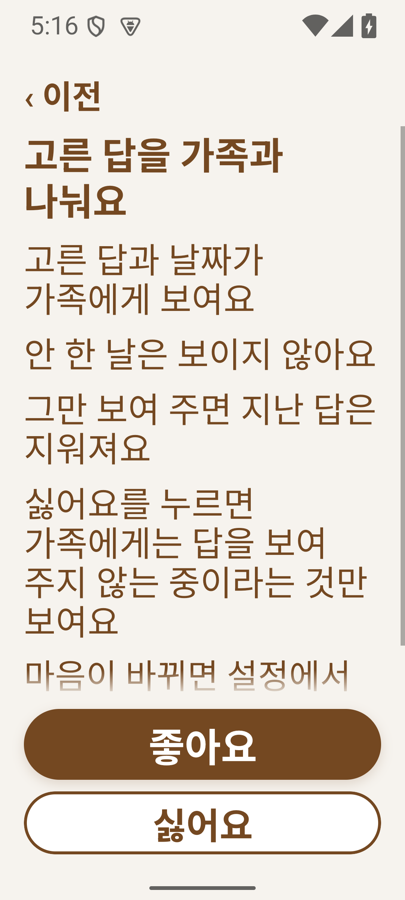 5:16
‹ 이전
고른 답을 가족과
나눠요
고른 답과 날짜가
가족에게 보여요
안 한 날은 보이지 않아요
그만 보여 주면 지난 답은
지워져요
싫어요를 누르면
가족에게는 답을 보여
주지 않는 중이라는 것만
보여요
마음이 바뀌면 설정에서
좋아요
싫어요